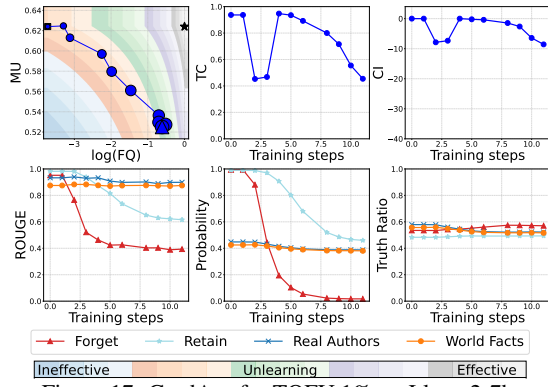 0.64
0.62
0.60
0.58
0.56
0.54
0.52
MU
−3 −2 −1 0
log(FQ)
1.0
0.8
0.6
0.4
0.2
0.0
TC
0.0 2.5 5.0 7.5 10.0
Training steps
0
−10
−20
−30
−40
CI
0.0 2.5 5.0 7.5 10.0
Training steps
1.0
0.8
0.6
0.4
0.2
0.0
ROUGE
0.0 2.5 5.0 7.5 10.0
Training steps
1.0
0.8
0.6
0.4
0.2
0.0
Probability
0.0 2.5 5.0 7.5 10.0
Training steps
1.0
0.8
0.6
0.4
0.2
0.0
Truth Ratio
0.0 2.5 5.0 7.5 10.0
Training steps
Forget Retain Real Authors World Facts
Ineffective Unlearning Effective